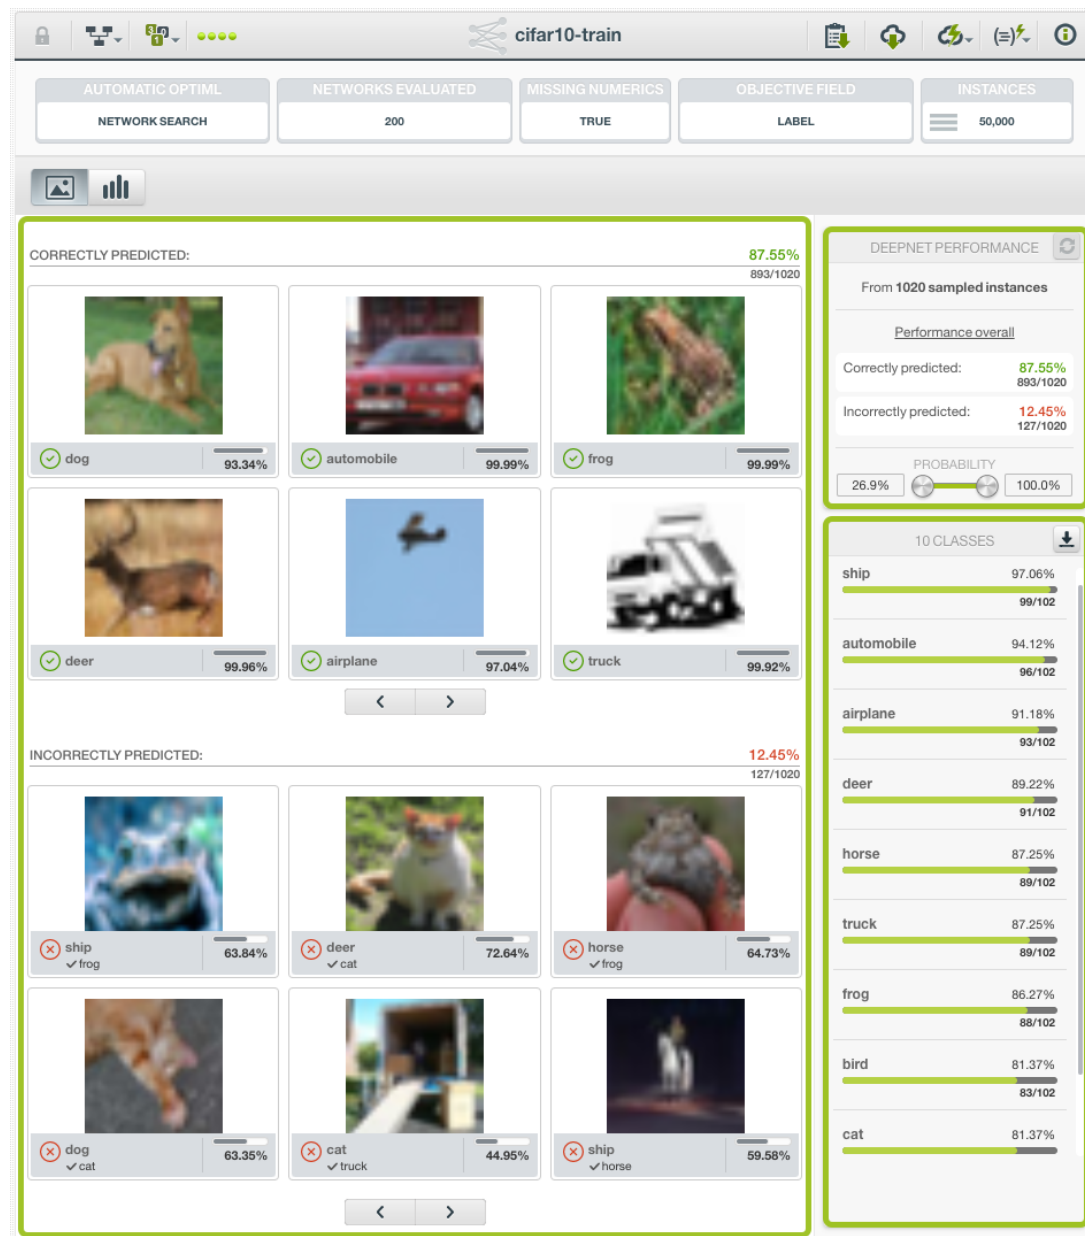 cifar10-train
AUTOMATIC OPTIML
NETWORK SEARCH
NETWORKS EVALUATED
200
MISSING NUMERICS
TRUE
OBJECTIVE FIELD
LABEL
INSTANCES
50,000
CORRECTLY PREDICTED: 87.55%
893/1020
dog 93.34%
automobile 99.99%
frog 99.99%
deer 99.96%
airplane 97.04%
truck 99.92%
INCORRECTLY PREDICTED: 12.45%
127/1020
ship 63.84%
frog
deer 72.64%
cat
horse 64.73%
frog
dog 63.35%
cat
cat 44.95%
truck
ship 59.58%
horse
DEEPNET PERFORMANCE
From 1020 sampled instances
Performance overall
Correctly predicted: 87.55%
893/1020
Incorrectly predicted: 12.45%
127/1020
PROBABILITY
26.9% 100.0%
10 CLASSES
ship 97.06%
99/102
automobile 94.12%
96/102
airplane 91.18%
93/102
deer 89.22%
91/102
horse 87.25%
89/102
truck 87.25%
89/102
frog 86.27%
88/102
bird 81.37%
83/102
cat 81.37%